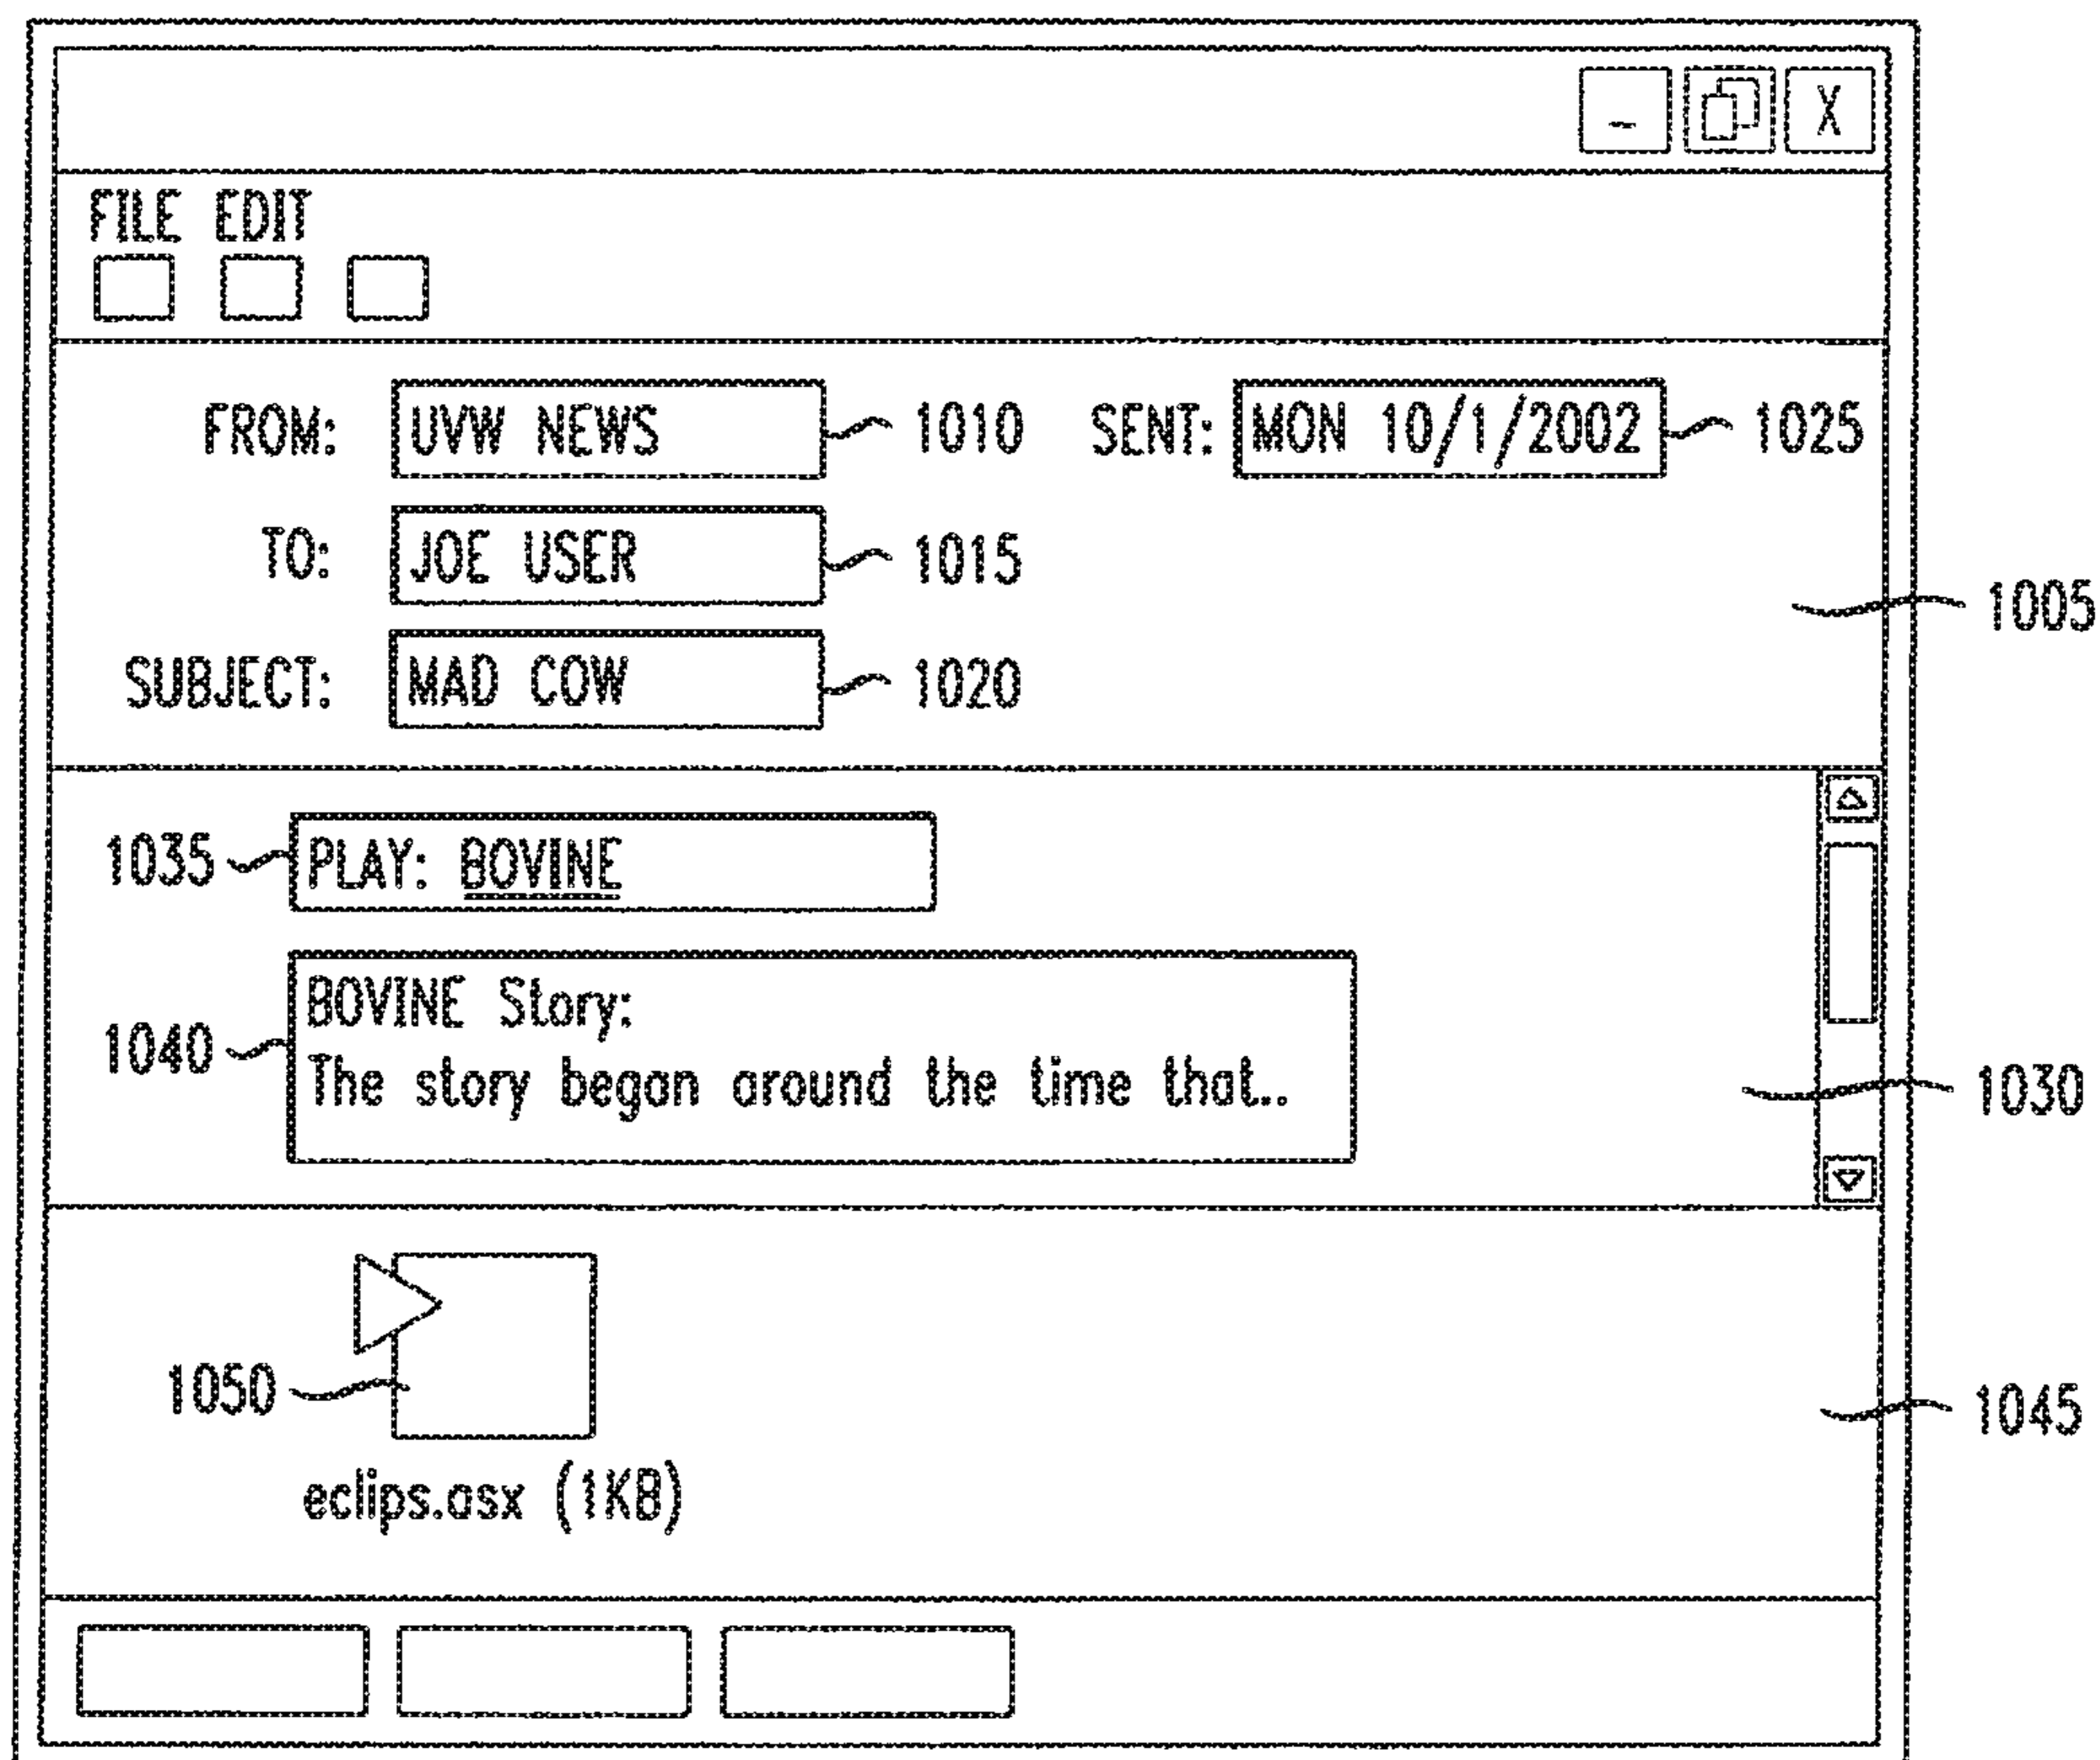 X
FILE EDIT
FROM: UVW NEWS 1010 SENT: MON 10/1/2002 1025
TO: JOE USER 1015
1005
SUBJECT: MAD COW 1020
1035 PLAY: BOVINE
BOVINE Story:
1040
The story began around the time that..
1030
1050
1045
eclips.asx (1KB)